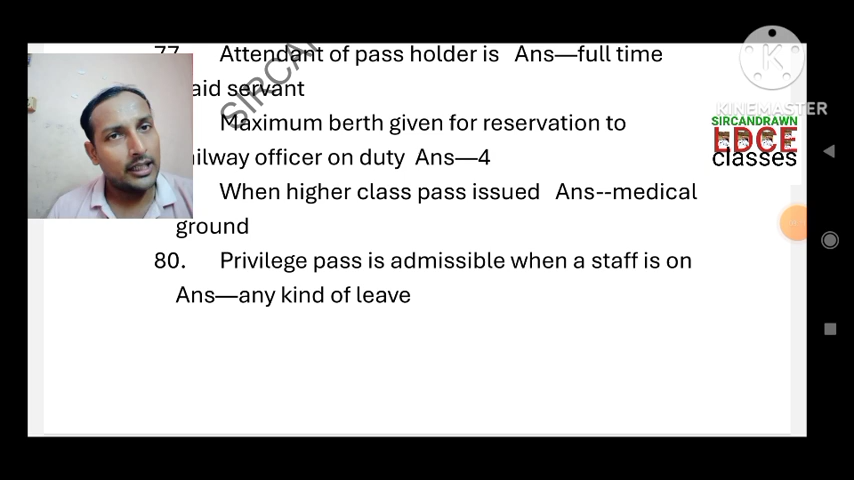 77. Attendant of pass holder is Ans—full time
aid servant
Maximum berth given for reservation to
ilway officer on duty Ans—4
When higher class pass issued Ans--medical
ground
80. Privilege pass is admissible when a staff is on
Ans—any kind of leave
SIRCAN
K
KINEMASTER
SIRCANDRAWN
LDCE
classes